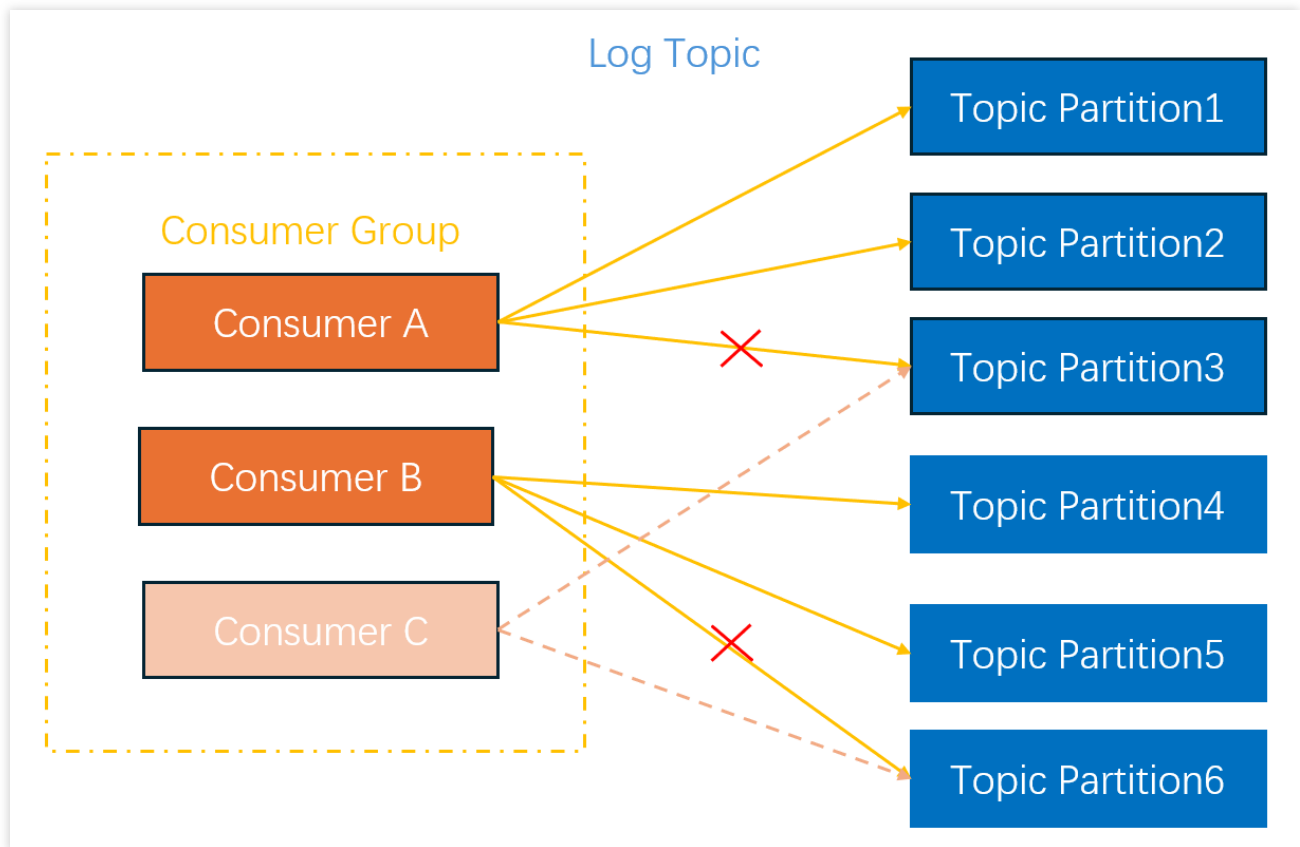 Log Topic
Consumer Group
Consumer A
Consumer B
Consumer C
Topic Partition1
Topic Partition2
Topic Partition3
Topic Partition4
Topic Partition5
Topic Partition6